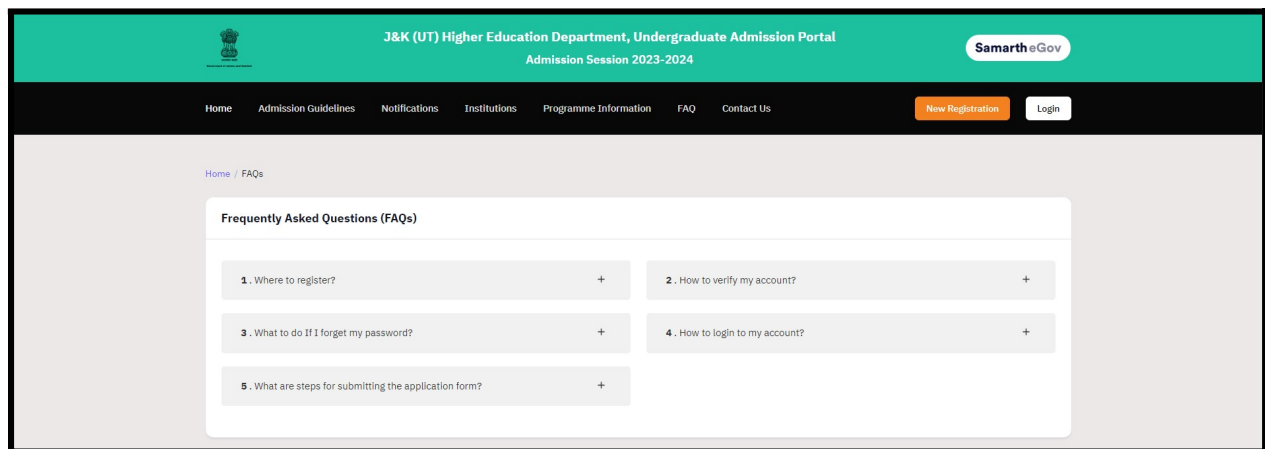 J&K (UT) Higher Education Department, Undergraduate Admission Portal
Admission Session 2023-2024
Samarth eGov
Home Admission Guidelines Notifications Institutions Programme Information FAQ Contact Us New Registration Login
Home / FAQs
Frequently Asked Questions (FAQs)
1 . Where to register? +
2 . How to verify my account? +
3 . What to do If I forget my password? +
4 . How to login to my account? +
5 . What are steps for submitting the application form? +